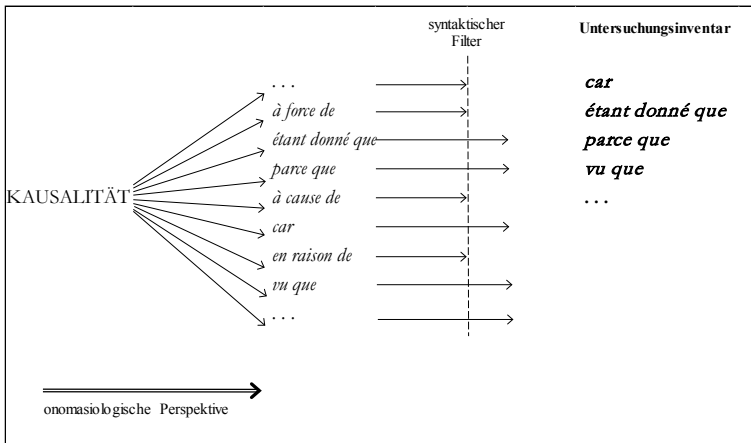 syntaktischer
Filter
Untersuchungsinventar
KAUSALITÄT
. . .
à force de
étant donné que
parce que
à cause de
car
en raison de
vu que
. . .
car
étant donné que
parce que
vu que
. . .
onomasiologische Perspektive